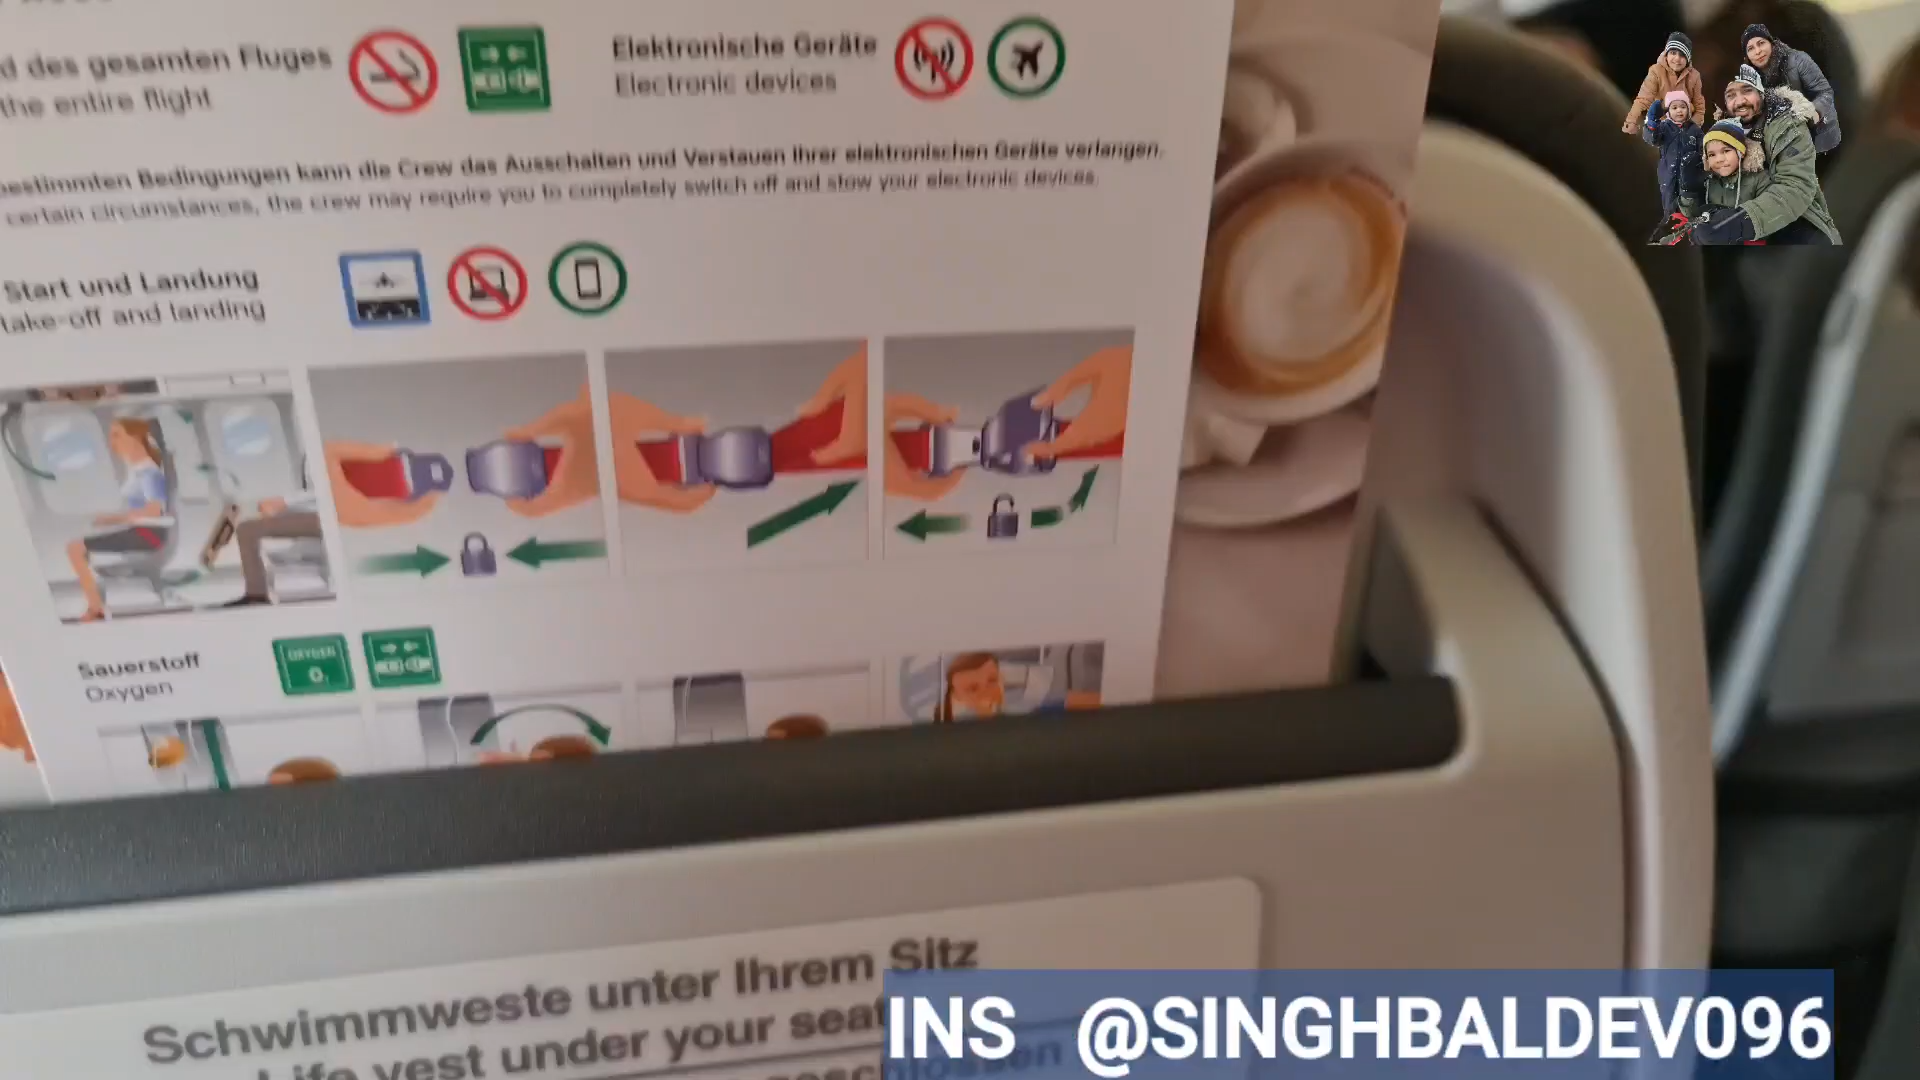 d des gesamten Fluges
the entire flight
Elektronische Geräte
Electronic devices
bestimmten Bedingungen kann die Crew das Ausschalten und Verstauen Ihrer elektronischen Geräte verlangen.
certain circumstances, the crew may require you to completely switch off and stow your electronic devices.
Start und Landung
take-off and landing
Sauerstoff
Oxygen
OXYGEN
O₂
Schwimmweste unter Ihrem Sitz
Life vest under your seat
INS @SINGHBALDEV096